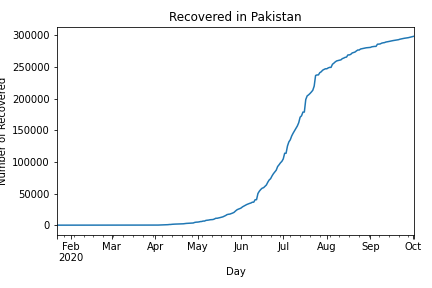 Recovered in Pakistan
300000
250000
200000
150000
100000
50000
0
Number of Recovered
Feb Mar Apr May Jun Jul Aug Sep Oct
2020
Day